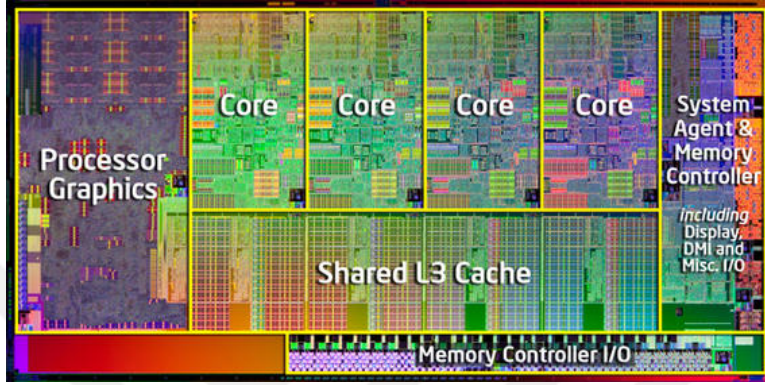 Processor
Graphics
Core
Core
Core
Core
System
Agent &
Memory
Controller
including
Display,
DMI and
Misc. I/O
Shared L3 Cache
Memory Controller I/O